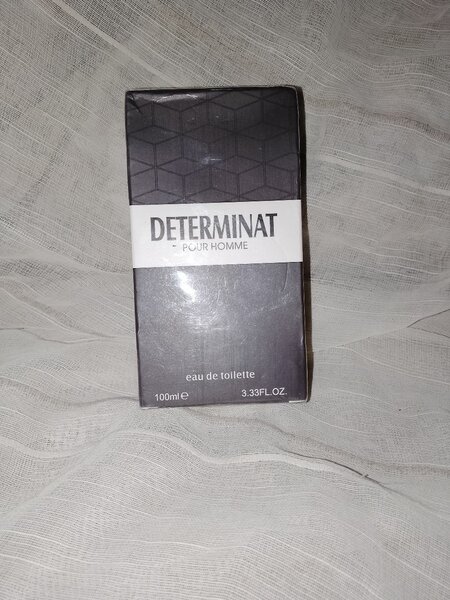 DETERMINAT
POUR HOMME
eau de toilette
100ml℮ 3.33FL.OZ.